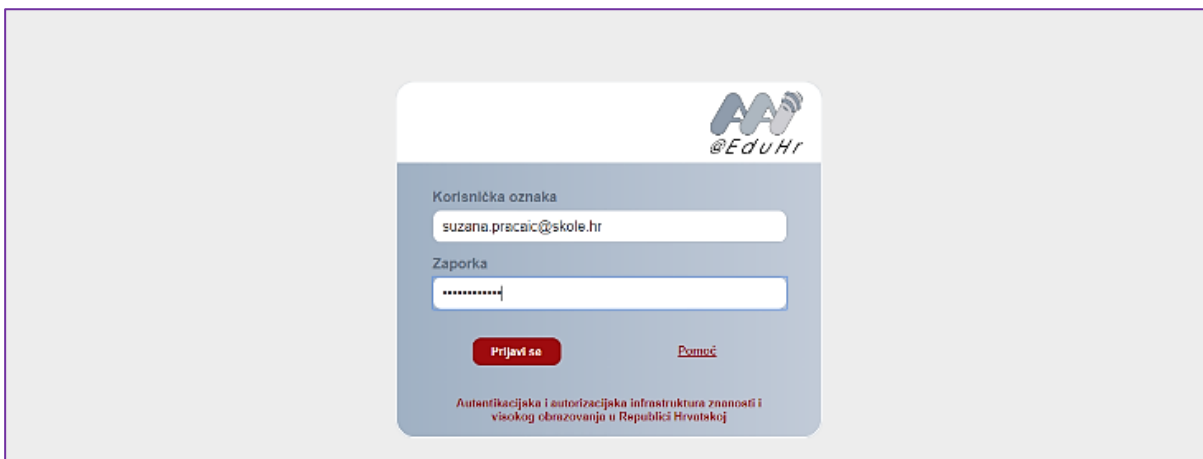 AAI
@EduHr
Korisnička oznaka
suzana.pracaic@skole.hr
Zaporka
••••••••••••
Prijavi se
Pomoć
Autentikacijska i autorizacijska infrastruktura znanosti i
visokog obrazovanja u Republici Hrvatskoj